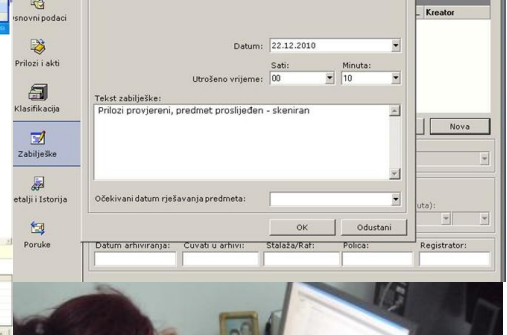 Kreator
snovni podaci
Datum: 22.12.2010
Prilozi i akti
Sati: Minuta:
Utrošeno vrijeme: 00 10
Tekst zabilješke:
Prilozi provjereni, predmet proslijeđen - skeniran
Klasifikacija
Nova
Zabilješke
Očekivani datum rješavanja predmeta:
etalji i Istorija
uta):
OK Odustani
Poruke
Datum arhiviranja: Čuvati u arhivi: Stalaža/Raf: Polica: Registrator: